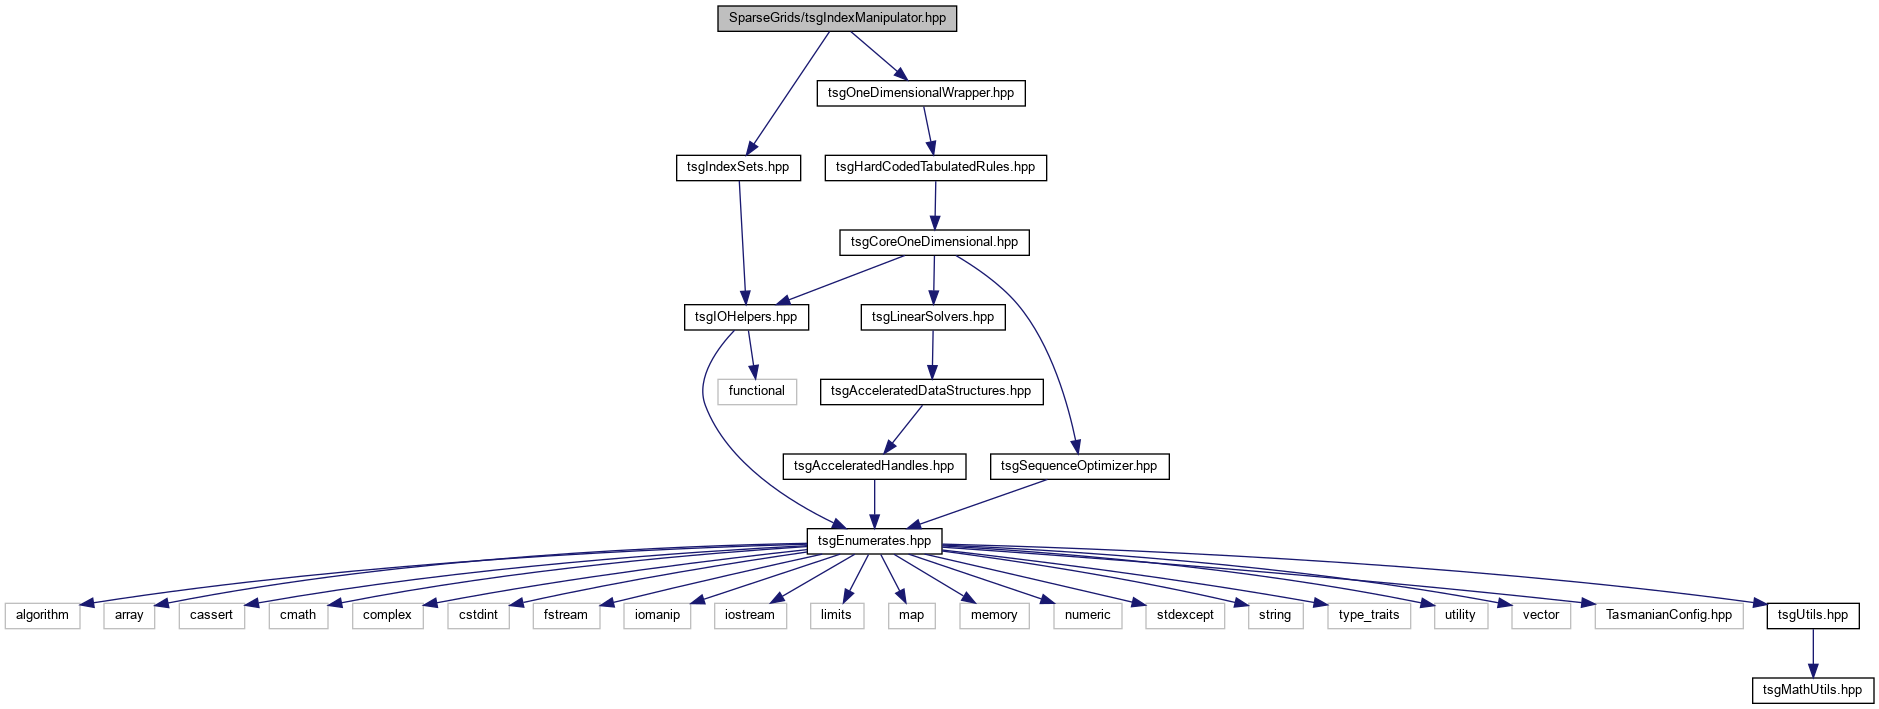 SparseGrids/tsgIndexManipulator.hpp
tsgOneDimensionalWrapper.hpp
tsgIndexSets.hpp
tsgHardCodedTabulatedRules.hpp
tsgCoreOneDimensional.hpp
tsgIOHelpers.hpp
tsgLinearSolvers.hpp
functional
tsgAcceleratedDataStructures.hpp
tsgAcceleratedHandles.hpp
tsgSequenceOptimizer.hpp
tsgEnumerates.hpp
algorithm
array
cassert
cmath
complex
cstdint
fstream
iomanip
iostream
limits
map
memory
numeric
stdexcept
string
type_traits
utility
vector
TasmanianConfig.hpp
tsgUtils.hpp
tsgMathUtils.hpp